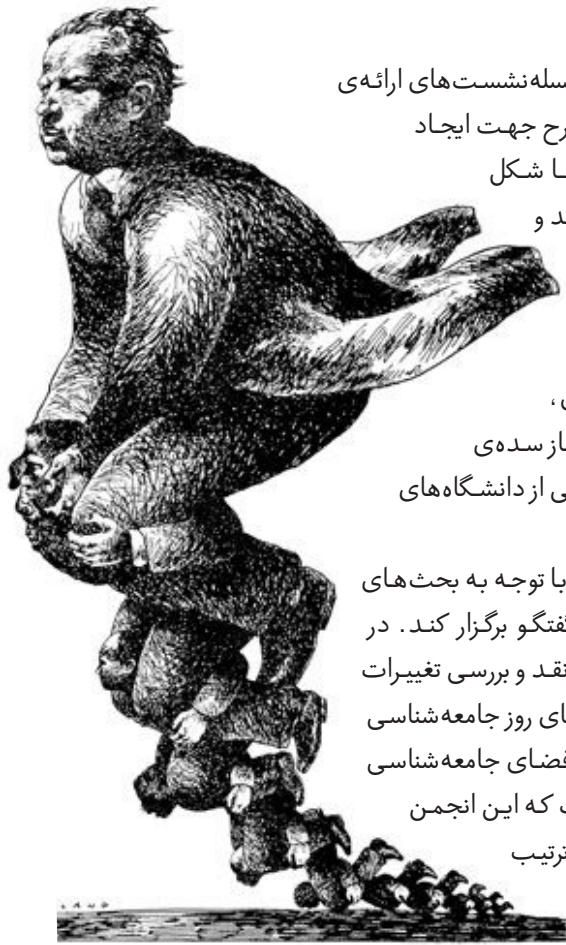 سله‌نشست‌های ارائه‌ی
رح جهت ایجاد
ا شکل
د و
،
از سده‌ی
ی از دانشگاه‌های
با توجه به بحث‌های
فتگو برگزار کند. در
نقد و بررسی تغییرات
ای روز جامعه‌شناسی
فضای جامعه‌شناسی
که این انجمن
ترتیب